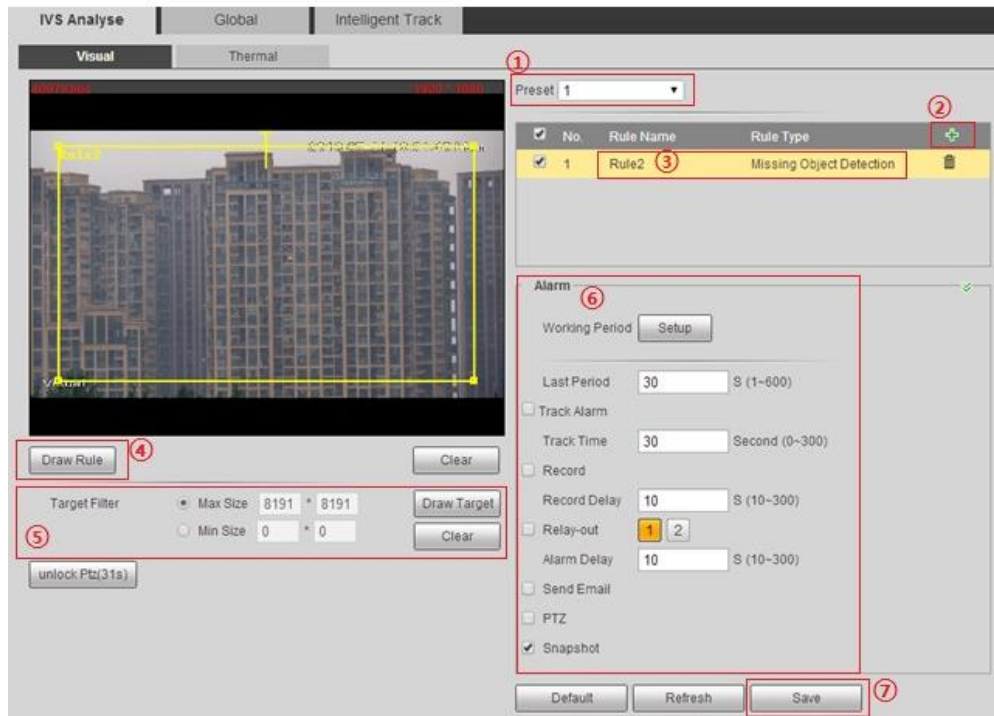 IVS Analyse
Global
Intelligent Track
Visual
Thermal
①
Preset 1
②
No. Rule Name Rule Type
1 Rule2 Missing Object Detection
③
Rule2
Alarm
⑥
Working Period Setup
Last Period 30 S (1~600)
Track Alarm
Track Time 30 Second (0~300)
Record
Record Delay 10 S (10~300)
Relay-out 1 2
Alarm Delay 10 S (10~300)
Send Email
PTZ
Snapshot
Draw Rule ④ Clear
Target Filter Max Size 8191 * 8191 Draw Target
⑤ Min Size 0 * 0 Clear
unlock Ptz(31s)
Default Refresh Save ⑦